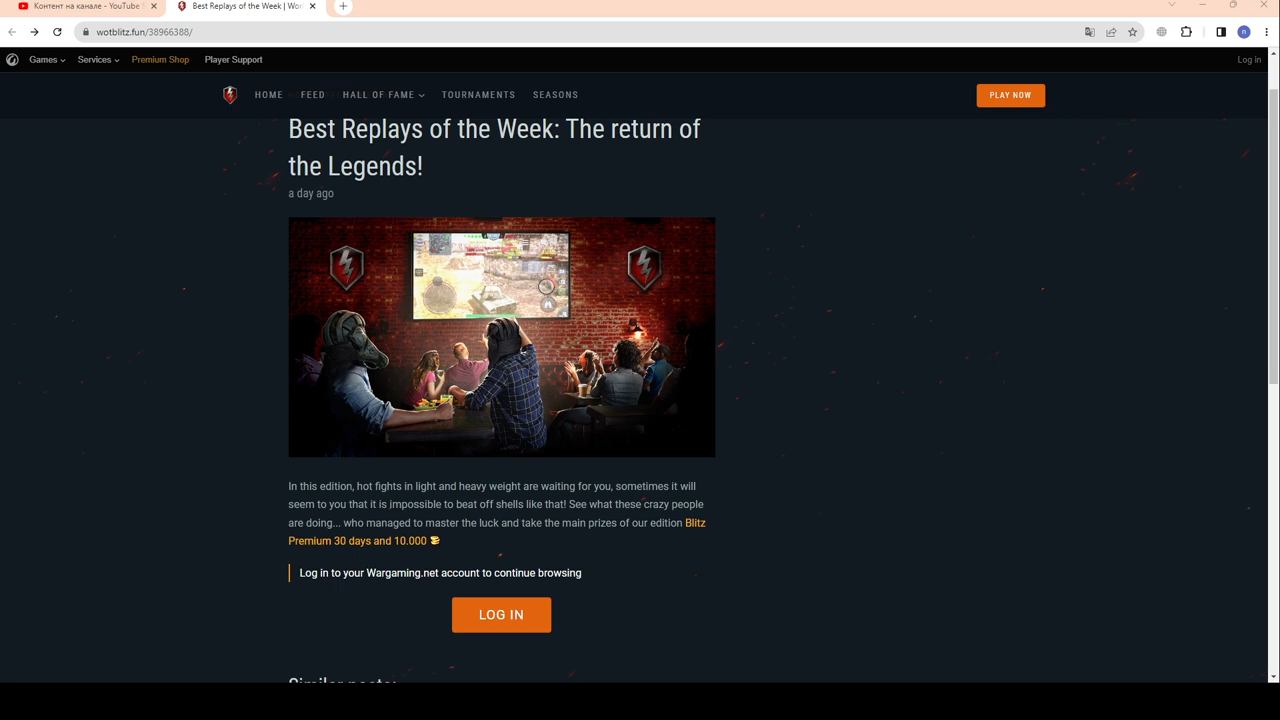 Контент на канале - YouTube S
Best Replays of the Week | Wor
wotblitz.fun/38966388/
n
Games
Services
Premium Shop
Player Support
Log in
HOME
FEED
HALL OF FAME
TOURNAMENTS
SEASONS
PLAY NOW
Best Replays of the Week: The return of
the Legends!
a day ago
In this edition, hot fights in light and heavy weight are waiting for you, sometimes it will
seem to you that it is impossible to beat off shells like that! See what these crazy people
are doing... who managed to master the luck and take the main prizes of our edition Blitz
Premium 30 days and 10.000
Log in to your Wargaming.net account to continue browsing
LOG IN
Similar posts: